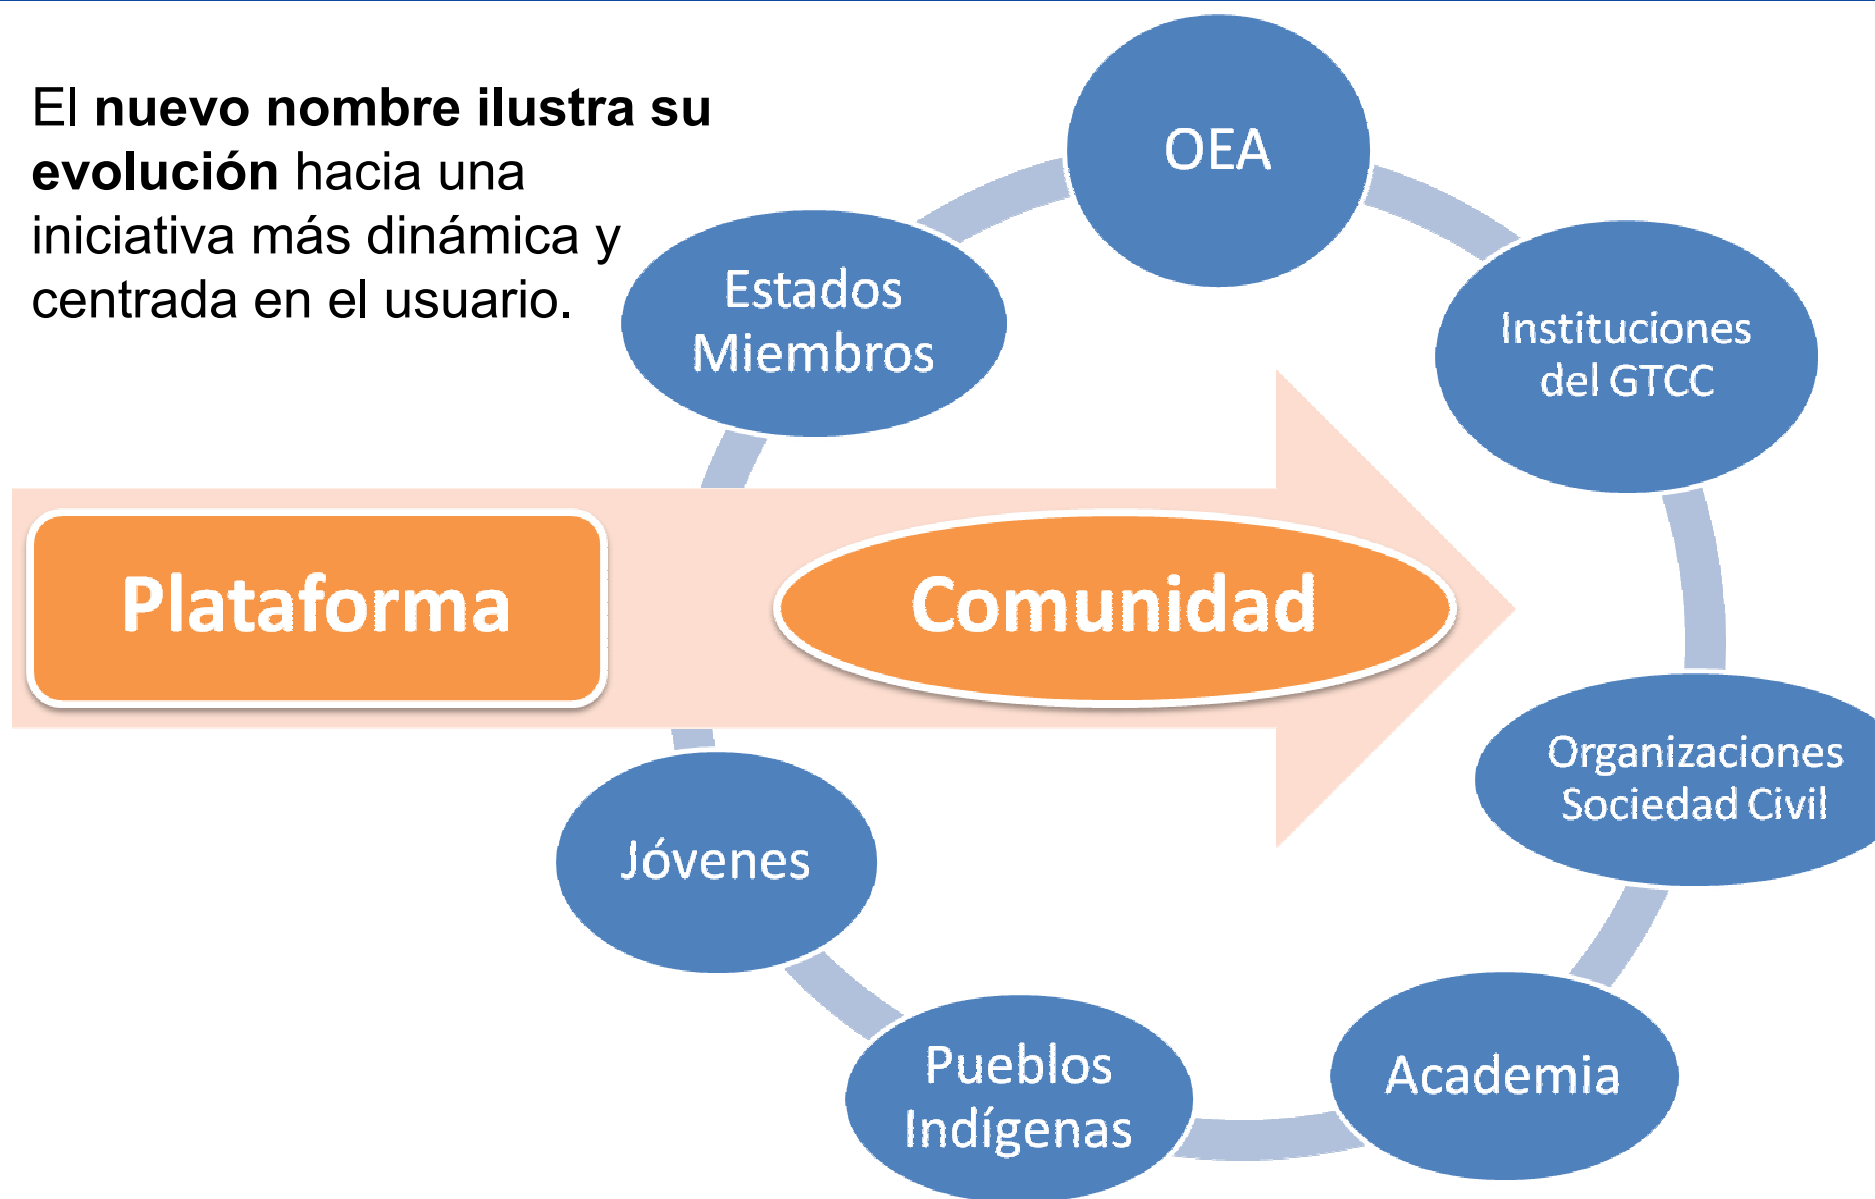 El nuevo nombre ilustra su
evolución hacia una
iniciativa más dinámica y
centrada en el usuario.
OEA
Estados
Miembros
Instituciones
del GTCC
Plataforma
Comunidad
Organizaciones
Sociedad Civil
Jóvenes
Academia
Pueblos
Indígenas